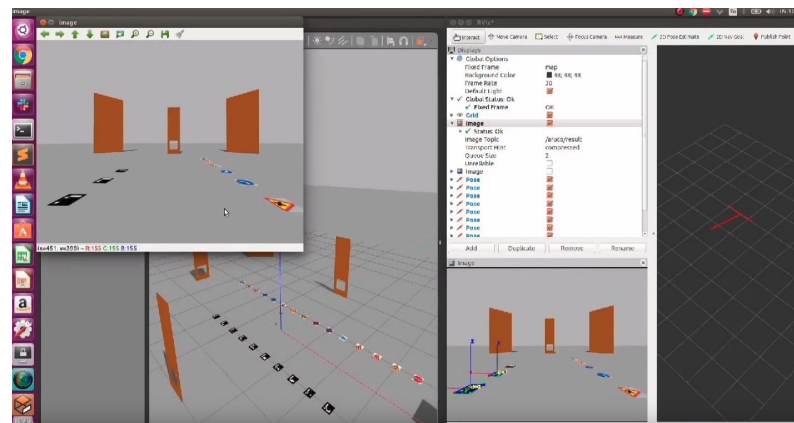 image
Image
RViz*
Interact
Move Camera
Select
Focus Camera
Measure
2D Pose Estimate
2D Nav Goal
Publish Point
Displays
Global Options
Fixed Frame map
Background Color 48; 48; 48
Frame Rate 30
Default Light
Global Status: Ok
Fixed Frame OK
Grid
Image
Status: Ok
Image Topic /aruco/result
Transport Hint compressed
Queue Size 2
Unreliable
Image
Pose
Pose
Pose
Pose
Pose
Pose
Pose
Add Duplicate Remove Rename
Image
(x=451, y=399) ~ R:155 G:155 B:155